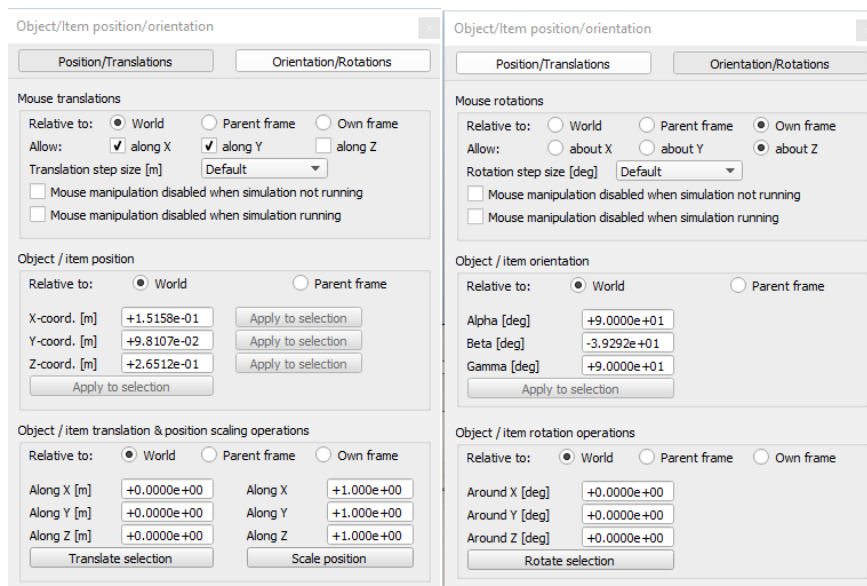 Object/Item position/orientation
x
Position/Translations
Orientation/Rotations
Mouse translations
Relative to: World Parent frame Own frame
Allow: along X along Y along Z
Translation step size [m] Default
Mouse manipulation disabled when simulation not running
Mouse manipulation disabled when simulation running
Object / item position
Relative to: World Parent frame
X-coord. [m] +1.5158e-01 Apply to selection
Y-coord. [m] +9.8107e-02 Apply to selection
Z-coord. [m] +2.6512e-01 Apply to selection
Apply to selection
Object / item translation & position scaling operations
Relative to: World Parent frame Own frame
Along X [m] +0.0000e+00 Along X +1.000e+00
Along Y [m] +0.0000e+00 Along Y +1.000e+00
Along Z [m] +0.0000e+00 Along Z +1.000e+00
Translate selection Scale position
Object/Item position/orientation
Position/Translations
Orientation/Rotations
Mouse rotations
Relative to: World Parent frame Own frame
Allow: about X about Y about Z
Rotation step size [deg] Default
Mouse manipulation disabled when simulation not running
Mouse manipulation disabled when simulation running
Object / item orientation
Relative to: World Parent frame
Alpha [deg] +9.0000e+01
Beta [deg] -3.9292e+01
Gamma [deg] +9.0000e+01
Apply to selection
Object / item rotation operations
Relative to: World Parent frame Own frame
Around X [deg] +0.0000e+00
Around Y [deg] +0.0000e+00
Around Z [deg] +0.0000e+00
Rotate selection